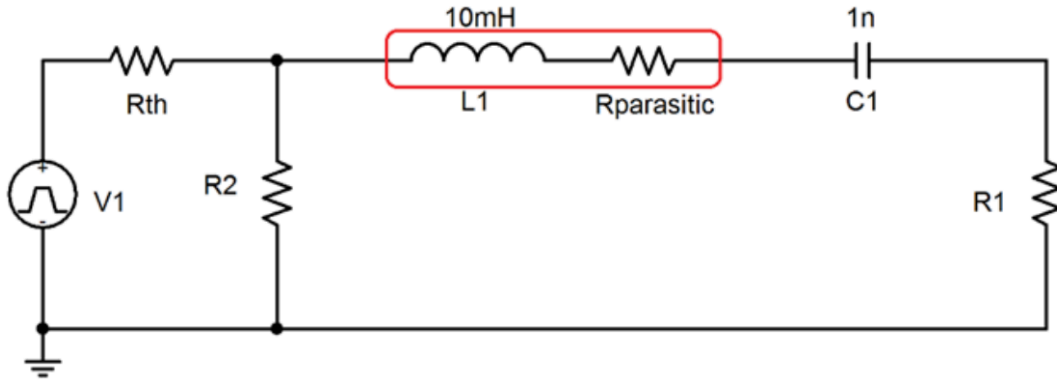 10mH
1n
Rth
L1
Rparasitic
C1
+
V1
-
R2
R1